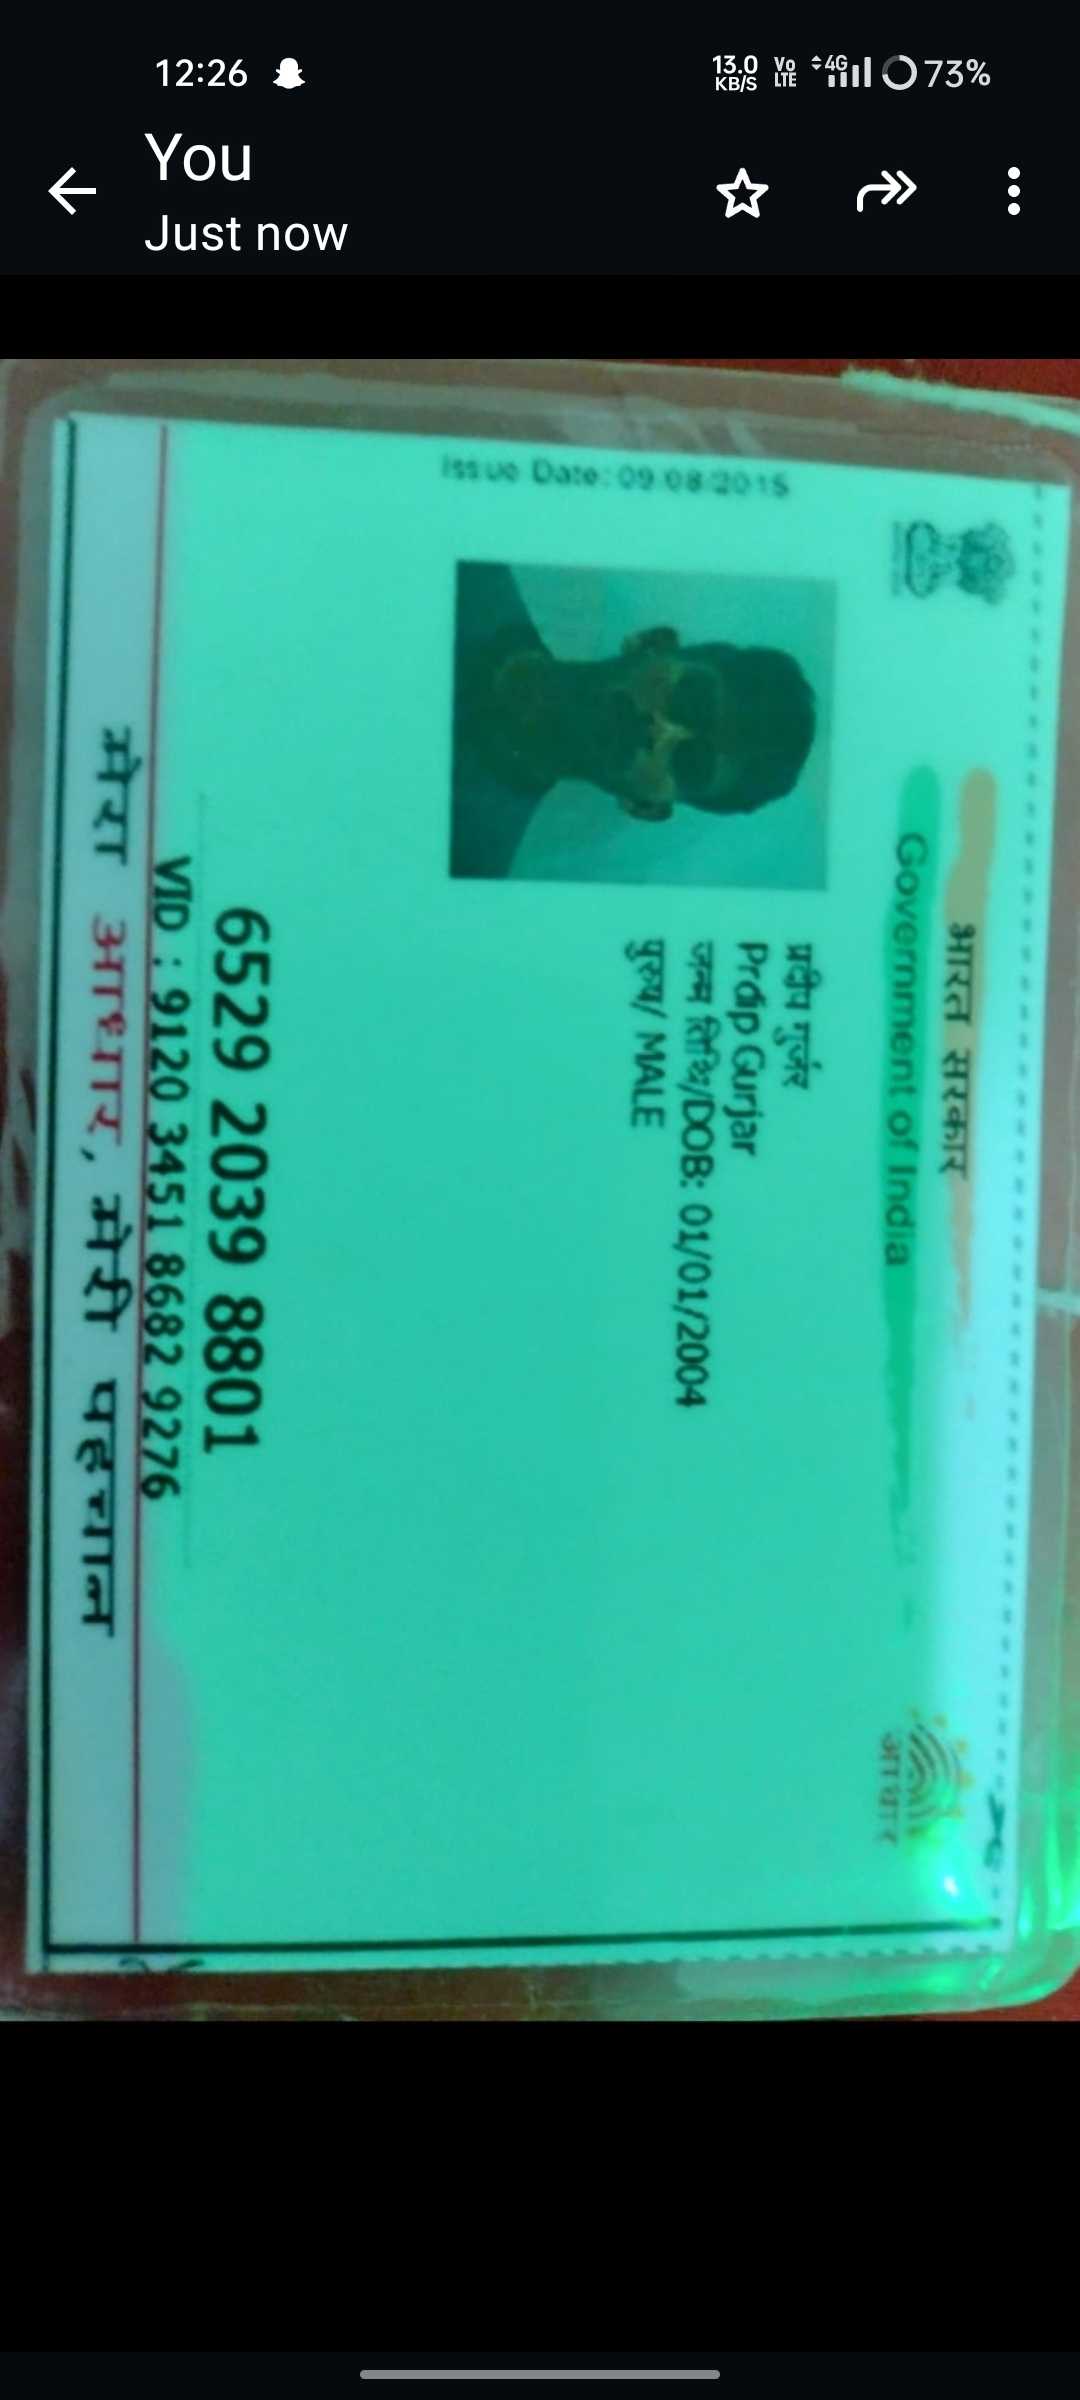 12:26
13.0 KB/S Vo LTE 4G 73%
You
Just now
Issue Date: 09/08/2015
भारत सरकार
Government of India
प्रदीप गुर्जर
Prdip Gurjar
जन्म तिथि/DOB: 01/01/2004
पुरुष/ MALE
आधार
6529 2039 8801
VID : 9120 3451 8682 9276
मेरा आधार, मेरी पहचान